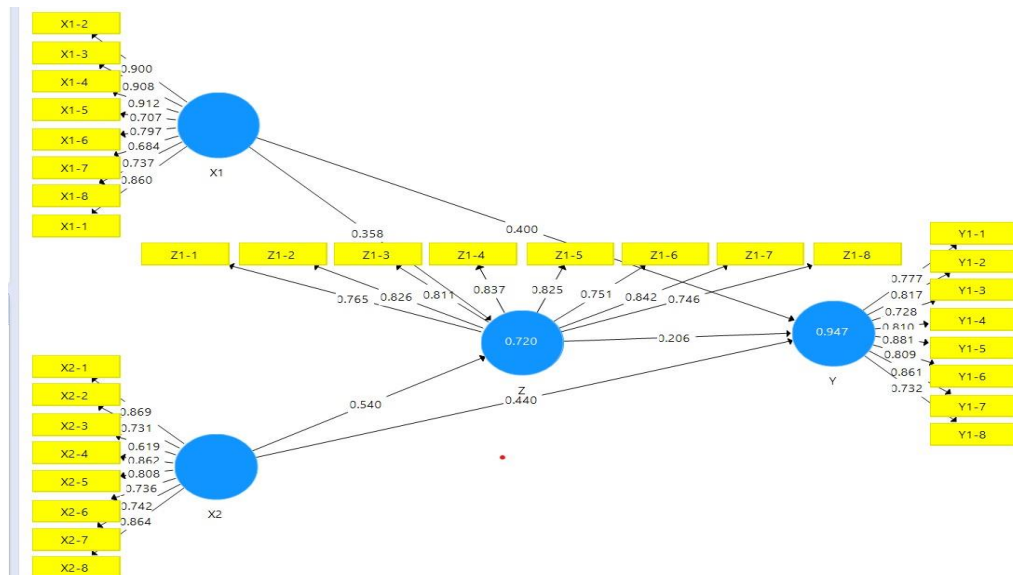 X1-2
X1-3
X1-4
X1-5
X1-6
X1-7
X1-8
X1-1
0.900
0.908
0.912
0.707
0.797
0.684
0.737
0.860
X1
0.358
0.400
Z1-1
Z1-2
Z1-3
Z1-4
Z1-5
Z1-6
Z1-7
Z1-8
0.765
0.826
0.811
0.837
0.825
0.751
0.842
0.746
0.720
Z
0.206
0.540
0.440
X2-1
X2-2
X2-3
X2-4
X2-5
X2-6
X2-7
X2-8
0.869
0.731
0.619
0.862
0.808
0.736
0.742
0.864
X2
0.947
Y
0.777
0.817
0.728
0.810
0.881
0.809
0.861
0.732
Y1-1
Y1-2
Y1-3
Y1-4
Y1-5
Y1-6
Y1-7
Y1-8